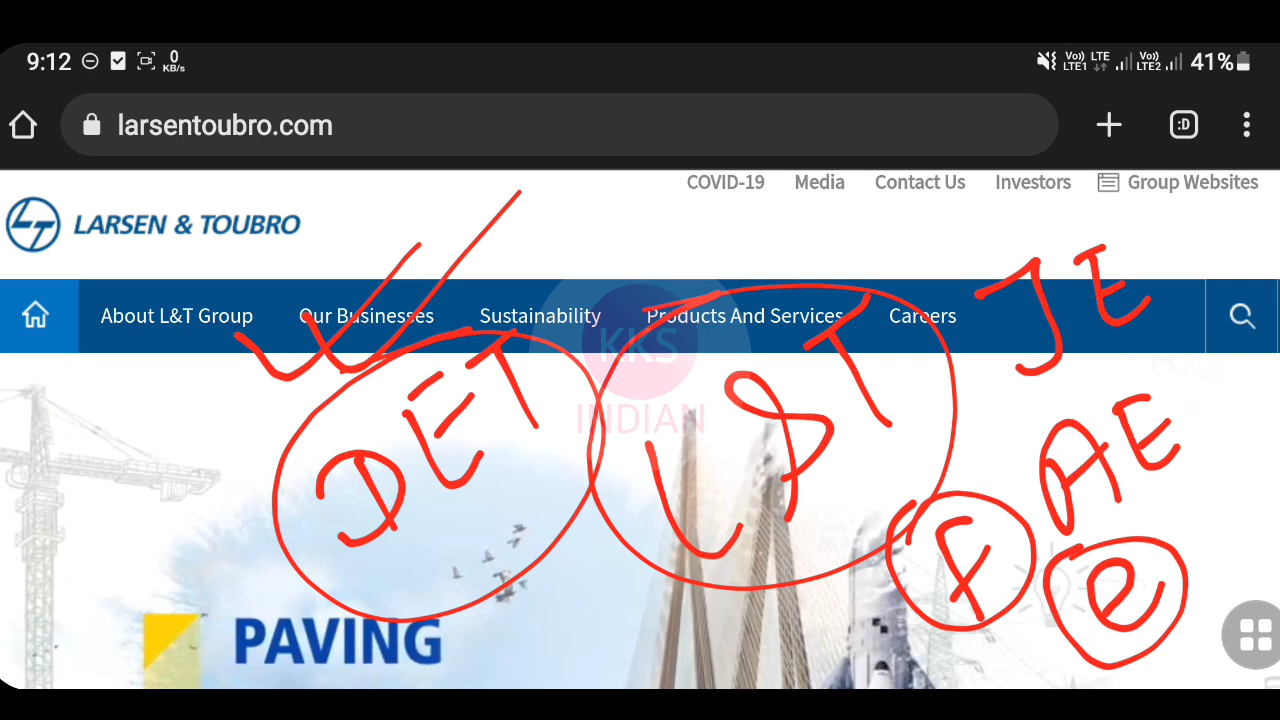 9:12 0 KB/s Vo) LTE1 LTE Vo) LTE2 41%
larsentoubro.com :D
COVID-19 Media Contact Us Investors Group Websites
LT LARSEN & TOUBRO
About L&T Group Our Businesses Sustainability Products And Services Careers
JE
KKS
INDIAN
DET
L&T
AE
F
e
PAVING